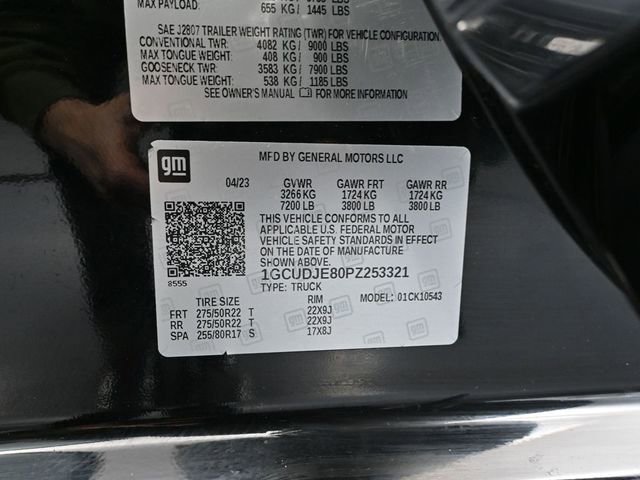 MAX PAYLOAD:
655 KG / 1445 LBS
SAE J2807 TRAILER WEIGHT RATING (TWR) FOR VEHICLE CONFIGURATION.
CONVENTIONAL TWR: 4082 KG / 9000 LBS
MAX TONGUE WEIGHT: 408 KG / 900 LBS
GOOSENECK TWR: 3583 KG / 7900 LBS
MAX TONGUE WEIGHT: 538 KG / 1185 LBS
SEE OWNER'S MANUAL FOR MORE INFORMATION
gm
MFD BY GENERAL MOTORS LLC
04/23 GVWR GAWR FRT GAWR RR
3266 KG 1724 KG 1724 KG
7200 LB 3800 LB 3800 LB
THIS VEHICLE CONFORMS TO ALL
APPLICABLE U.S. FEDERAL MOTOR
VEHICLE SAFETY STANDARDS IN EFFECT
ON THE DATE OF MANUFACTURE SHOWN ABOVE.
8555
1GCUDJE80PZ253321
TYPE: TRUCK
TIRE SIZE RIM MODEL: 01CK10543
FRT 275/50R22 T 22X9J
RR 275/50R22 T 22X9J
SPA 255/80R17 S 17X8J